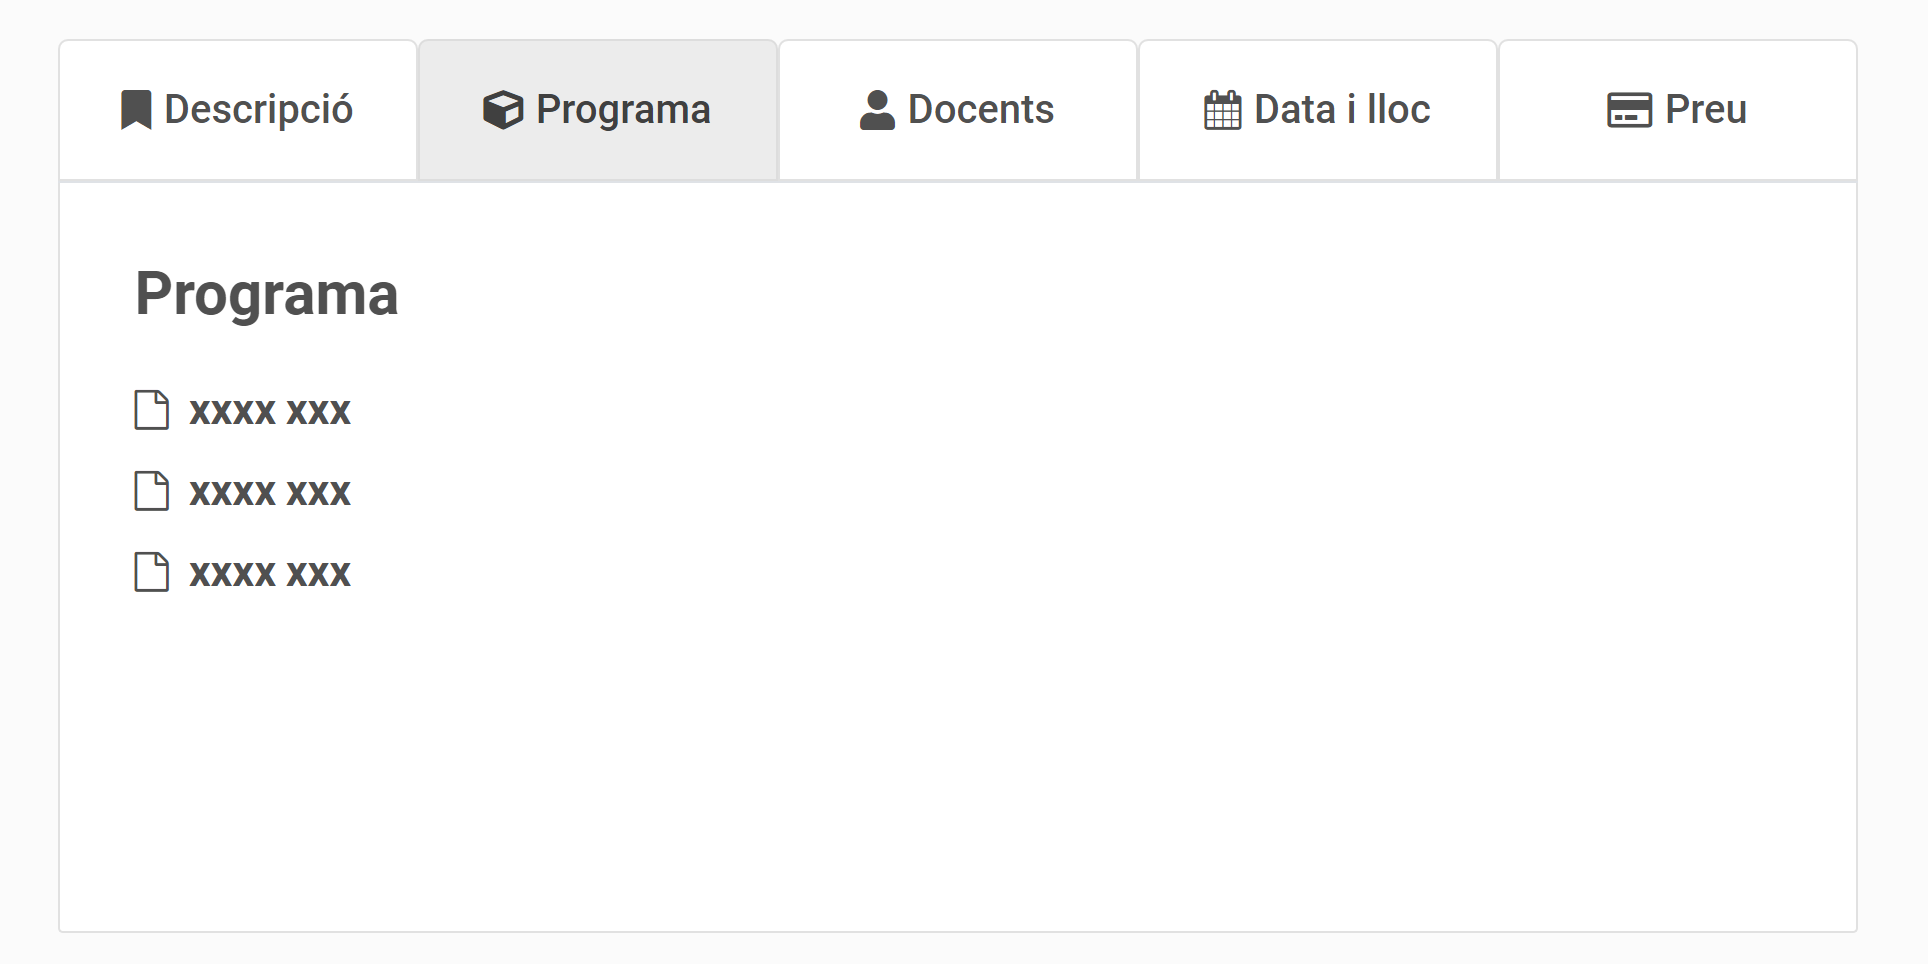 Descripció
Programa
Docents
Data i lloc
Preu
Programa
xxxx xxx
xxxx xxx
xxxx xxx